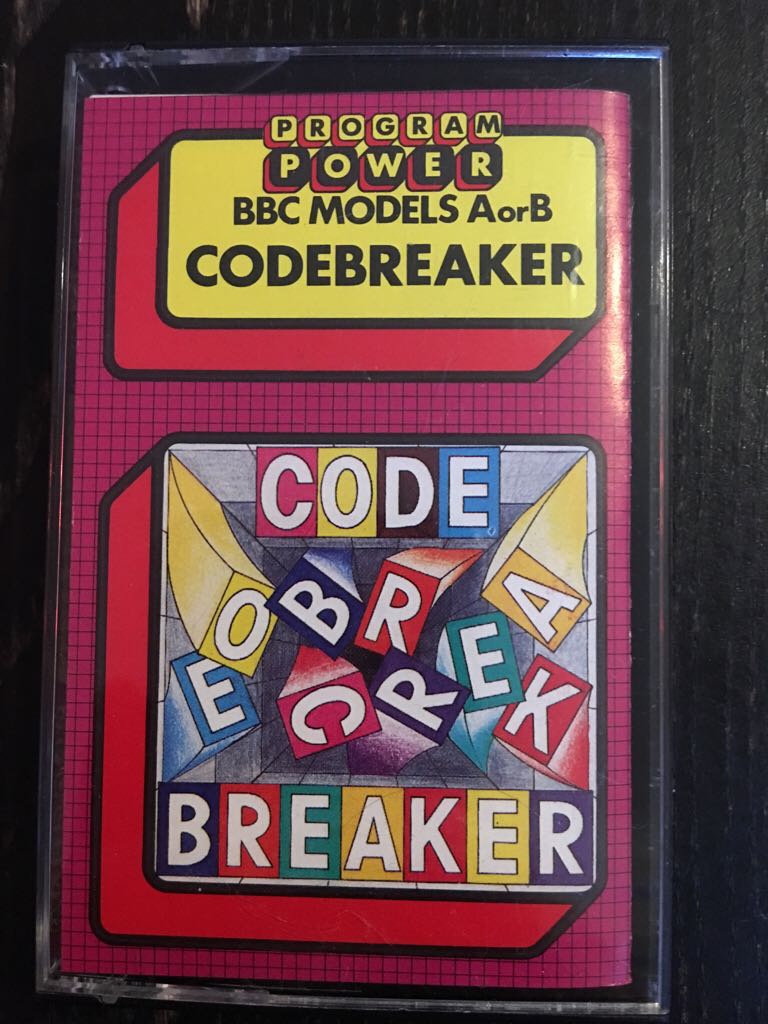 PROGRAM
POWER
BBC MODELS AorB
CODEBREAKER
CODE
O B R A
E C R E K
BREAKER